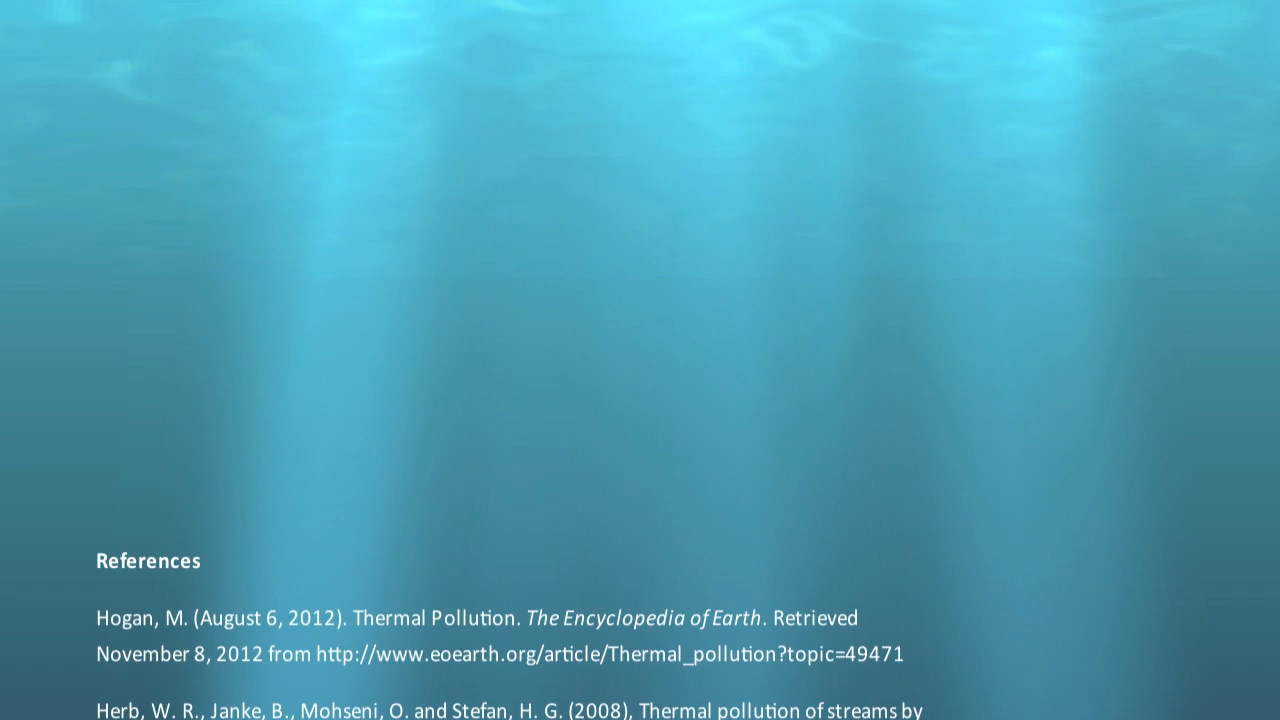 References
Hogan, M. (August 6, 2012). Thermal Pollution. The Encyclopedia of Earth. Retrieved
November 8, 2012 from http://www.eoearth.org/article/Thermal_pollution?topic=49471
Herb, W. R., Janke, B., Mohseni, O. and Stefan, H. G. (2008), Thermal pollution of streams by